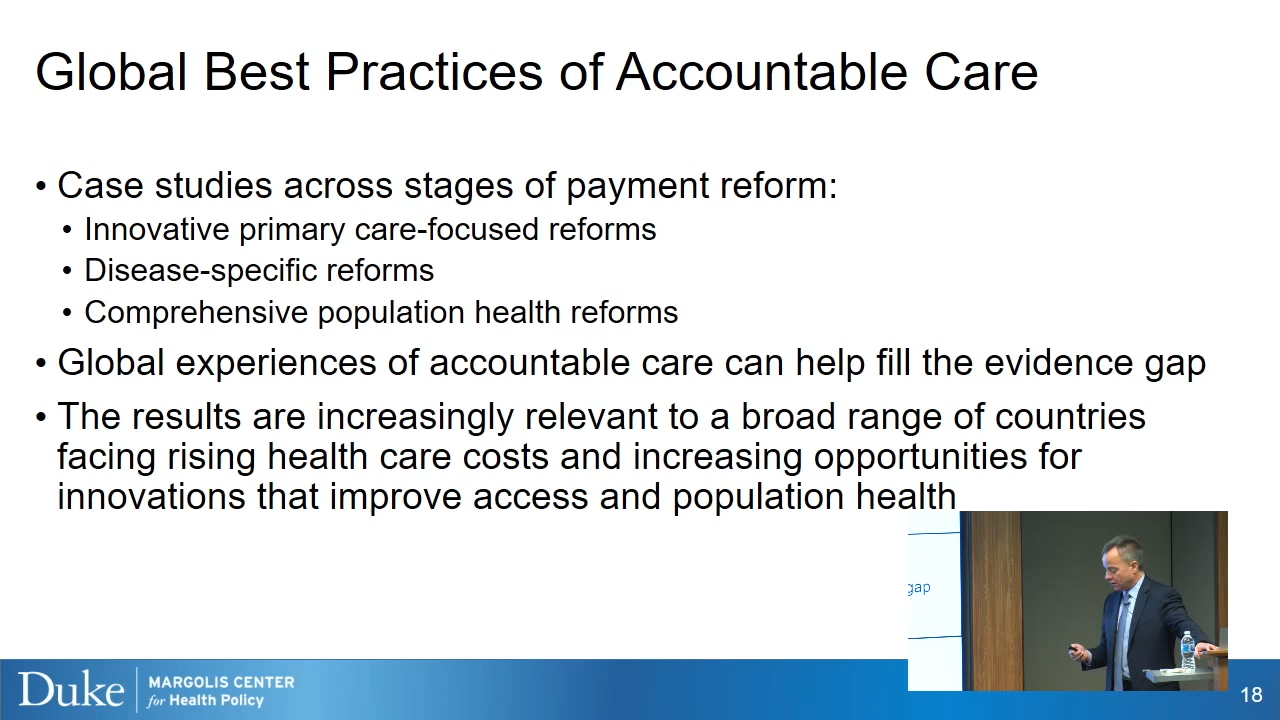 Global Best Practices of Accountable Care
• Case studies across stages of payment reform:
• Innovative primary care-focused reforms
• Disease-specific reforms
• Comprehensive population health reforms
• Global experiences of accountable care can help fill the evidence gap
• The results are increasingly relevant to a broad range of countries
facing rising health care costs and increasing opportunities for
innovations that improve access and population health
gap
Duke
MARGOLIS CENTER
for Health Policy
18